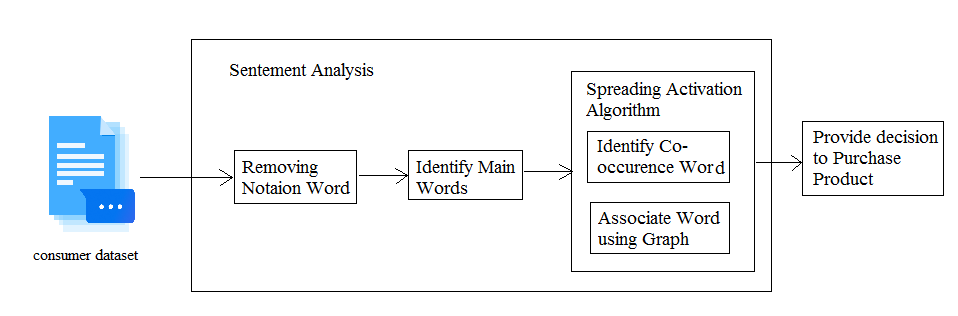 Sentement Analysis
Spreading Activation
Algorithm
Identify Co-
occurence Word
Associate Word
using Graph
Removing
Notaion Word
Identify Main
Words
Provide decision
to Purchase
Product
consumer dataset